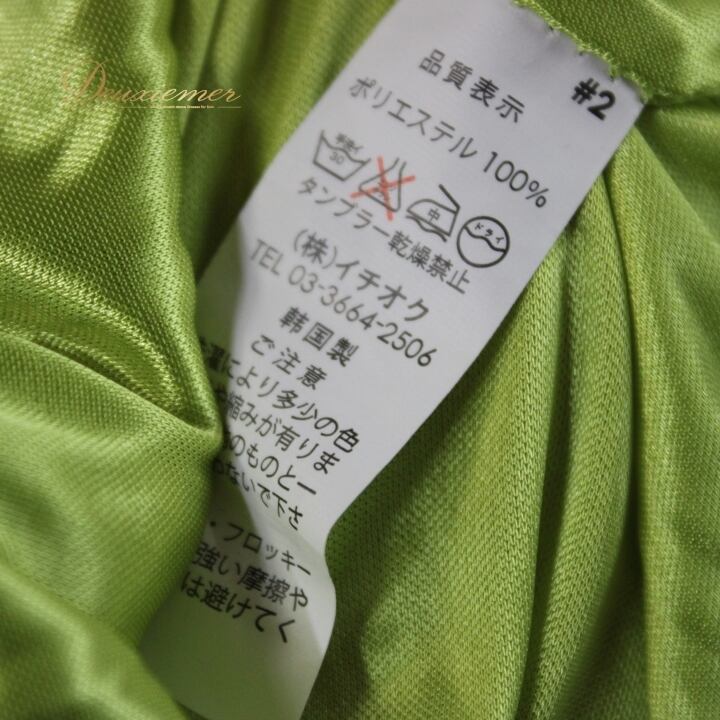 Deuxiemer
#2
品質表示
ポリエステル 100%
手洗イ
30
中
ドライ
タンブラー乾燥禁止
(株)イチオク
TEL 03-3664-2506
韓国製
ご注意
により多少の色
縮みが有りま
のものと一
ないで下さ
・フロッキー
強い摩擦や
は避けてく